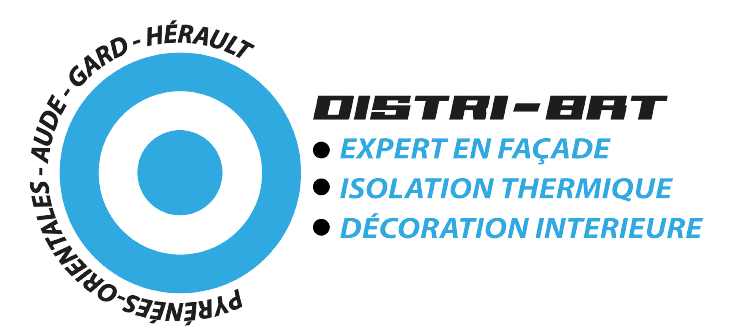 PYRÉNÉES-ORIENTALES - AUDE - GARD - HÉRAULT
DISTRI-BAT
EXPERT EN FAÇADE
ISOLATION THERMIQUE
DÉCORATION INTERIEURE